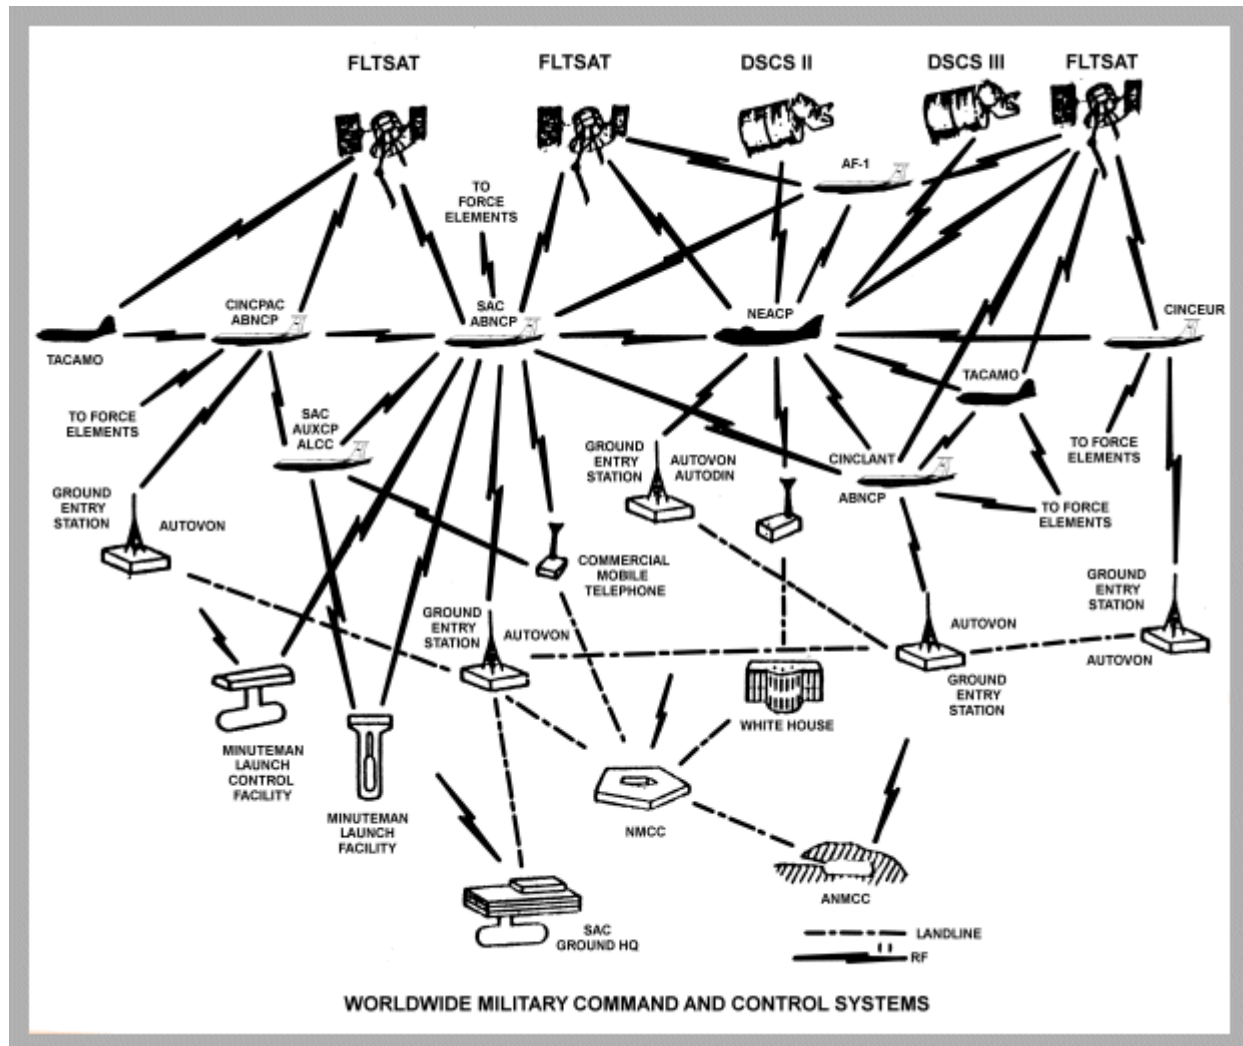 FLTSAT
FLTSAT
DSCS II
DSCS III
FLTSAT
AF-1
TO
FORCE
ELEMENTS
CINCPAC
ABNCP
SAC
ABNCP
NEACP
CINCEUR
TACAMO
TACAMO
TO FORCE
ELEMENTS
SAC
AUXCP
ALCC
GROUND
ENTRY
STATION
AUTOVON
AUTODIN
CINCLANT
ABNCP
TO FORCE
ELEMENTS
GROUND
ENTRY
STATION
AUTOVON
TO FORCE
ELEMENTS
COMMERCIAL
MOBILE
TELEPHONE
GROUND
ENTRY
STATION
GROUND
ENTRY
STATION
AUTOVON
AUTOVON
GROUND
ENTRY
STATION
AUTOVON
WHITE HOUSE
MINUTEMAN
LAUNCH
CONTROL
FACILITY
MINUTEMAN
LAUNCH
FACILITY
NMCC
ANMCC
SAC
GROUND HQ
LANDLINE
RF
WORLDWIDE MILITARY COMMAND AND CONTROL SYSTEMS